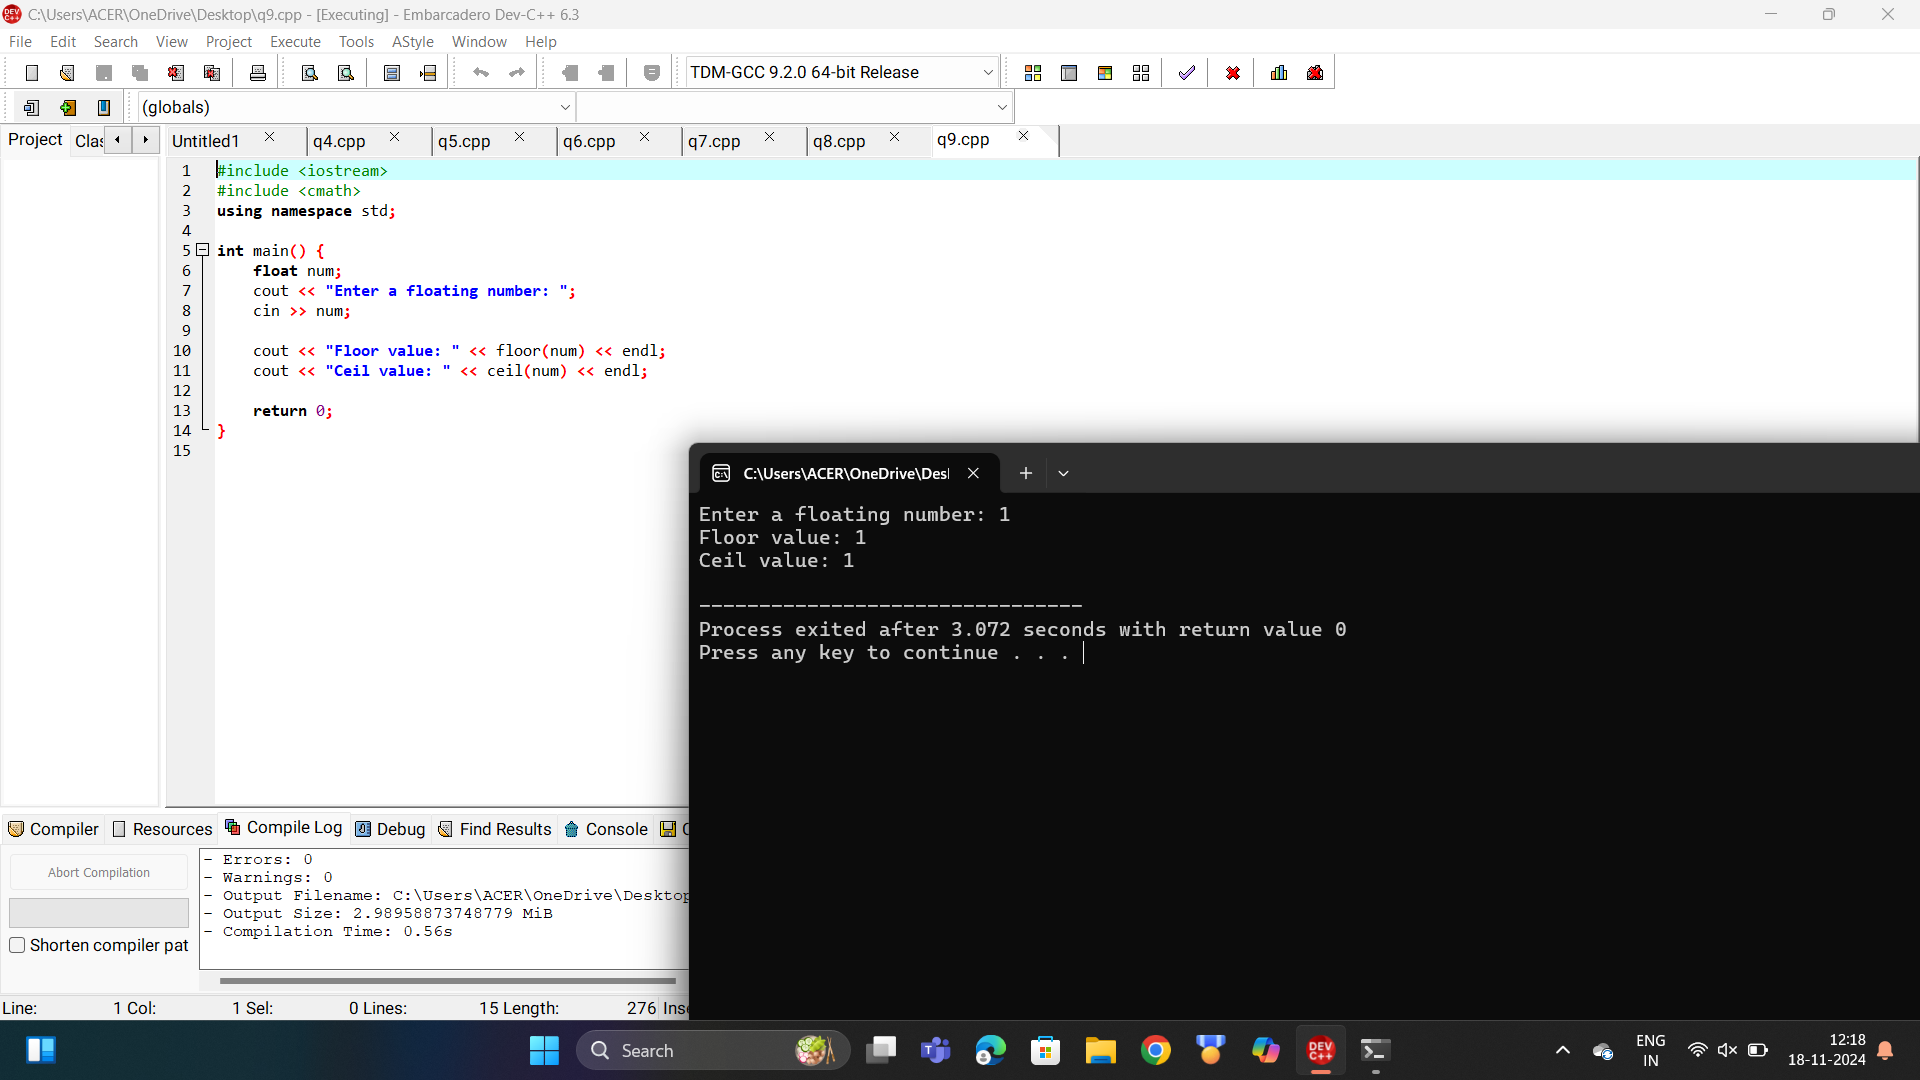 C:\Users\ACER\OneDrive\Desktop\q9.cpp - [Executing] - Embarcadero Dev-C++ 6.3
File Edit Search View Project Execute Tools AStyle Window Help
TDM-GCC 9.2.0 64-bit Release
(globals)
Project Clas
Untitled1 q4.cpp q5.cpp q6.cpp q7.cpp q8.cpp q9.cpp
1 #include <iostream>
2 #include <cmath>
3 using namespace std;
4
5 int main() {
6 float num;
7 cout << "Enter a floating number: ";
8 cin >> num;
9
10 cout << "Floor value: " << floor(num) << endl;
11 cout << "Ceil value: " << ceil(num) << endl;
12
13 return 0;
14 }
15
C:\Users\ACER\OneDrive\Des
Enter a floating number: 1
Floor value: 1
Ceil value: 1
--------------------------------
Process exited after 3.072 seconds with return value 0
Press any key to continue . . .
Compiler Resources Compile Log Debug Find Results Console C
Abort Compilation
Shorten compiler pat
- Errors: 0
- Warnings: 0
- Output Filename: C:\Users\ACER\OneDrive\Desktop
- Output Size: 2.98958873748779 MiB
- Compilation Time: 0.56s
Line: 1 Col: 1 Sel: 0 Lines: 15 Length: 276 Inse
Search
DEV C++
ENG
IN
12:18
18-11-2024